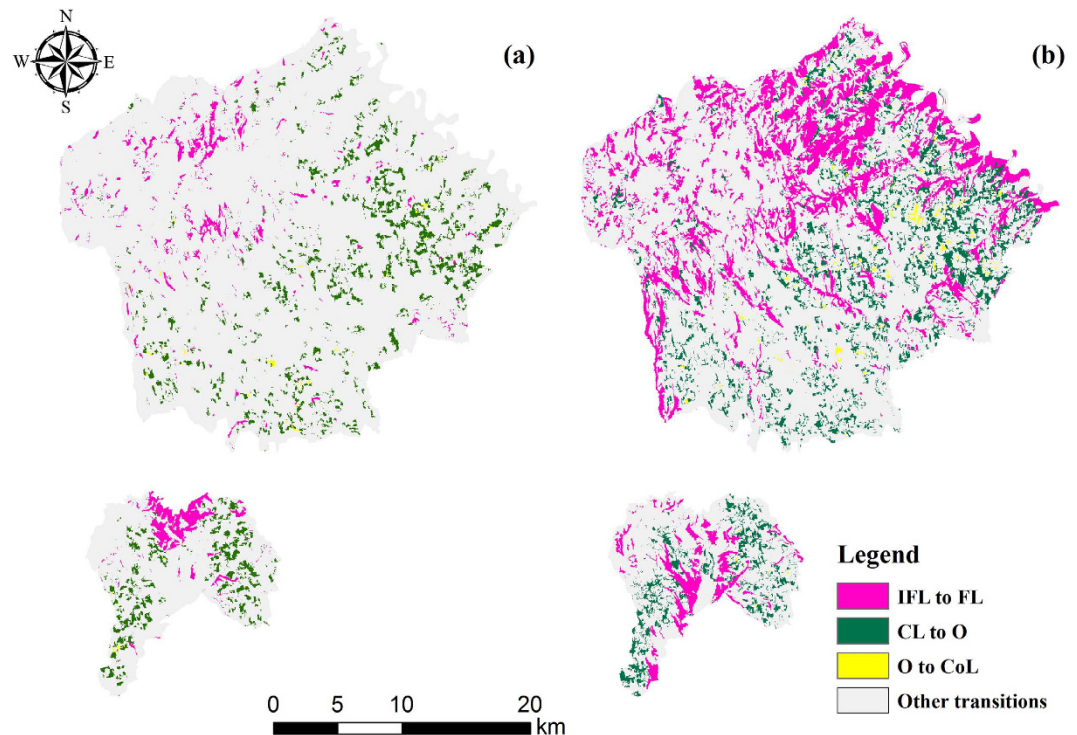 N
W E
S
(a)
(b)
Legend
IFL to FL
CL to O
O to CoL
Other transitions
0 5 10 20
km